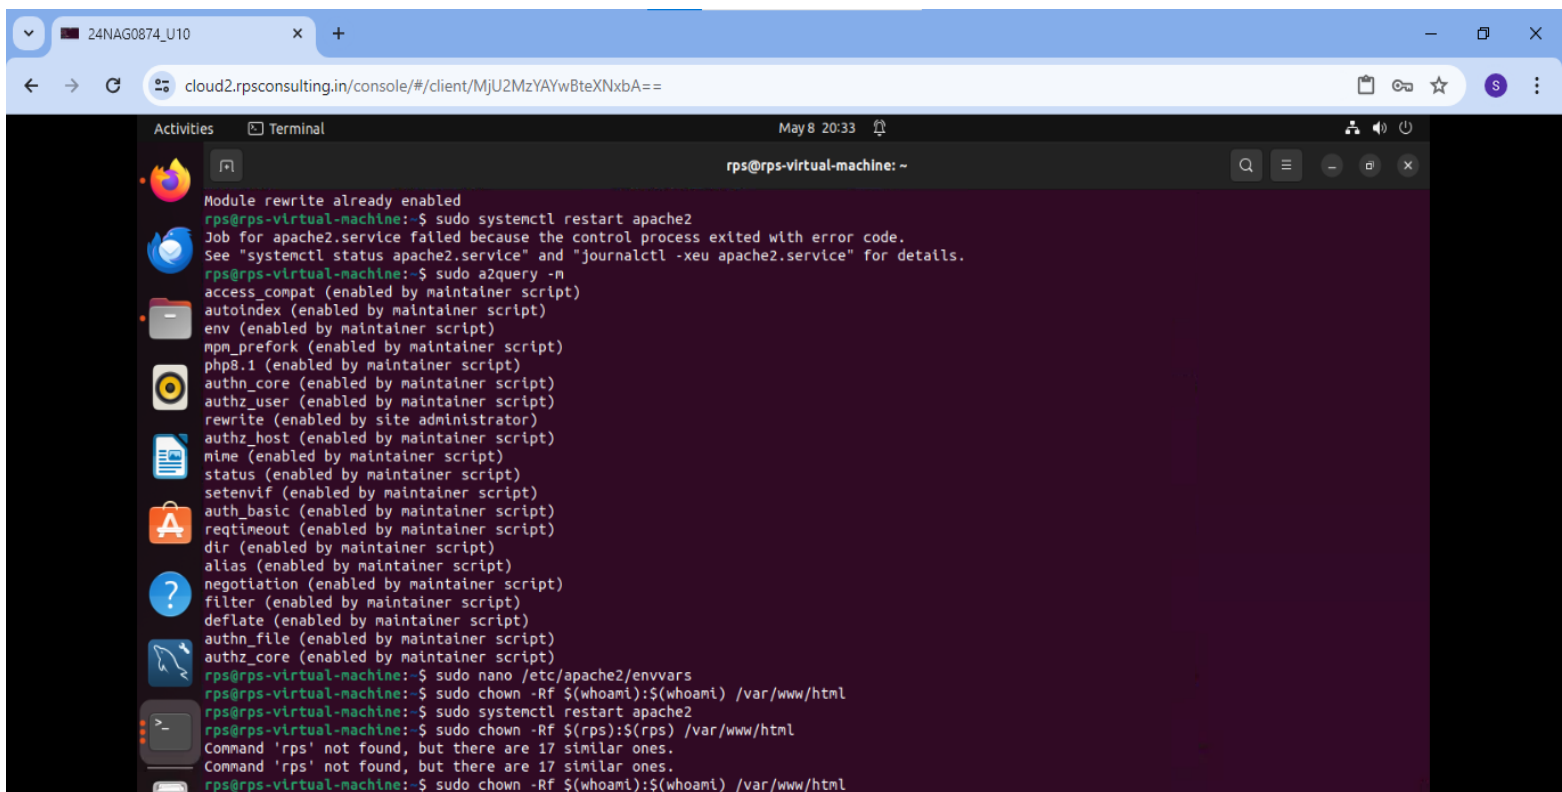 24NAG0874_U10
cloud2.rpsconsulting.in/console/#/client/MjU2MzYAYwBteXNxbA==
S
Activities Terminal May 8 20:33
rps@rps-virtual-machine: ~
Module rewrite already enabled
rps@rps-virtual-machine:~$ sudo systemctl restart apache2
Job for apache2.service failed because the control process exited with error code.
See "systemctl status apache2.service" and "journalctl -xeu apache2.service" for details.
rps@rps-virtual-machine:~$ sudo a2query -m
access_compat (enabled by maintainer script)
autoindex (enabled by maintainer script)
env (enabled by maintainer script)
mpm_prefork (enabled by maintainer script)
php8.1 (enabled by maintainer script)
authn_core (enabled by maintainer script)
authz_user (enabled by maintainer script)
rewrite (enabled by site administrator)
authz_host (enabled by maintainer script)
mime (enabled by maintainer script)
status (enabled by maintainer script)
setenvif (enabled by maintainer script)
auth_basic (enabled by maintainer script)
reqtimeout (enabled by maintainer script)
dir (enabled by maintainer script)
alias (enabled by maintainer script)
negotiation (enabled by maintainer script)
filter (enabled by maintainer script)
deflate (enabled by maintainer script)
authn_file (enabled by maintainer script)
authz_core (enabled by maintainer script)
rps@rps-virtual-machine:~$ sudo nano /etc/apache2/envvars
rps@rps-virtual-machine:~$ sudo chown -Rf $(whoami):$(whoami) /var/www/html
rps@rps-virtual-machine:~$ sudo systemctl restart apache2
rps@rps-virtual-machine:~$ sudo chown -Rf $(rps):$(rps) /var/www/html
Command 'rps' not found, but there are 17 similar ones.
Command 'rps' not found, but there are 17 similar ones.
rps@rps-virtual-machine:~$ sudo chown -Rf $(whoami):$(whoami) /var/www/html